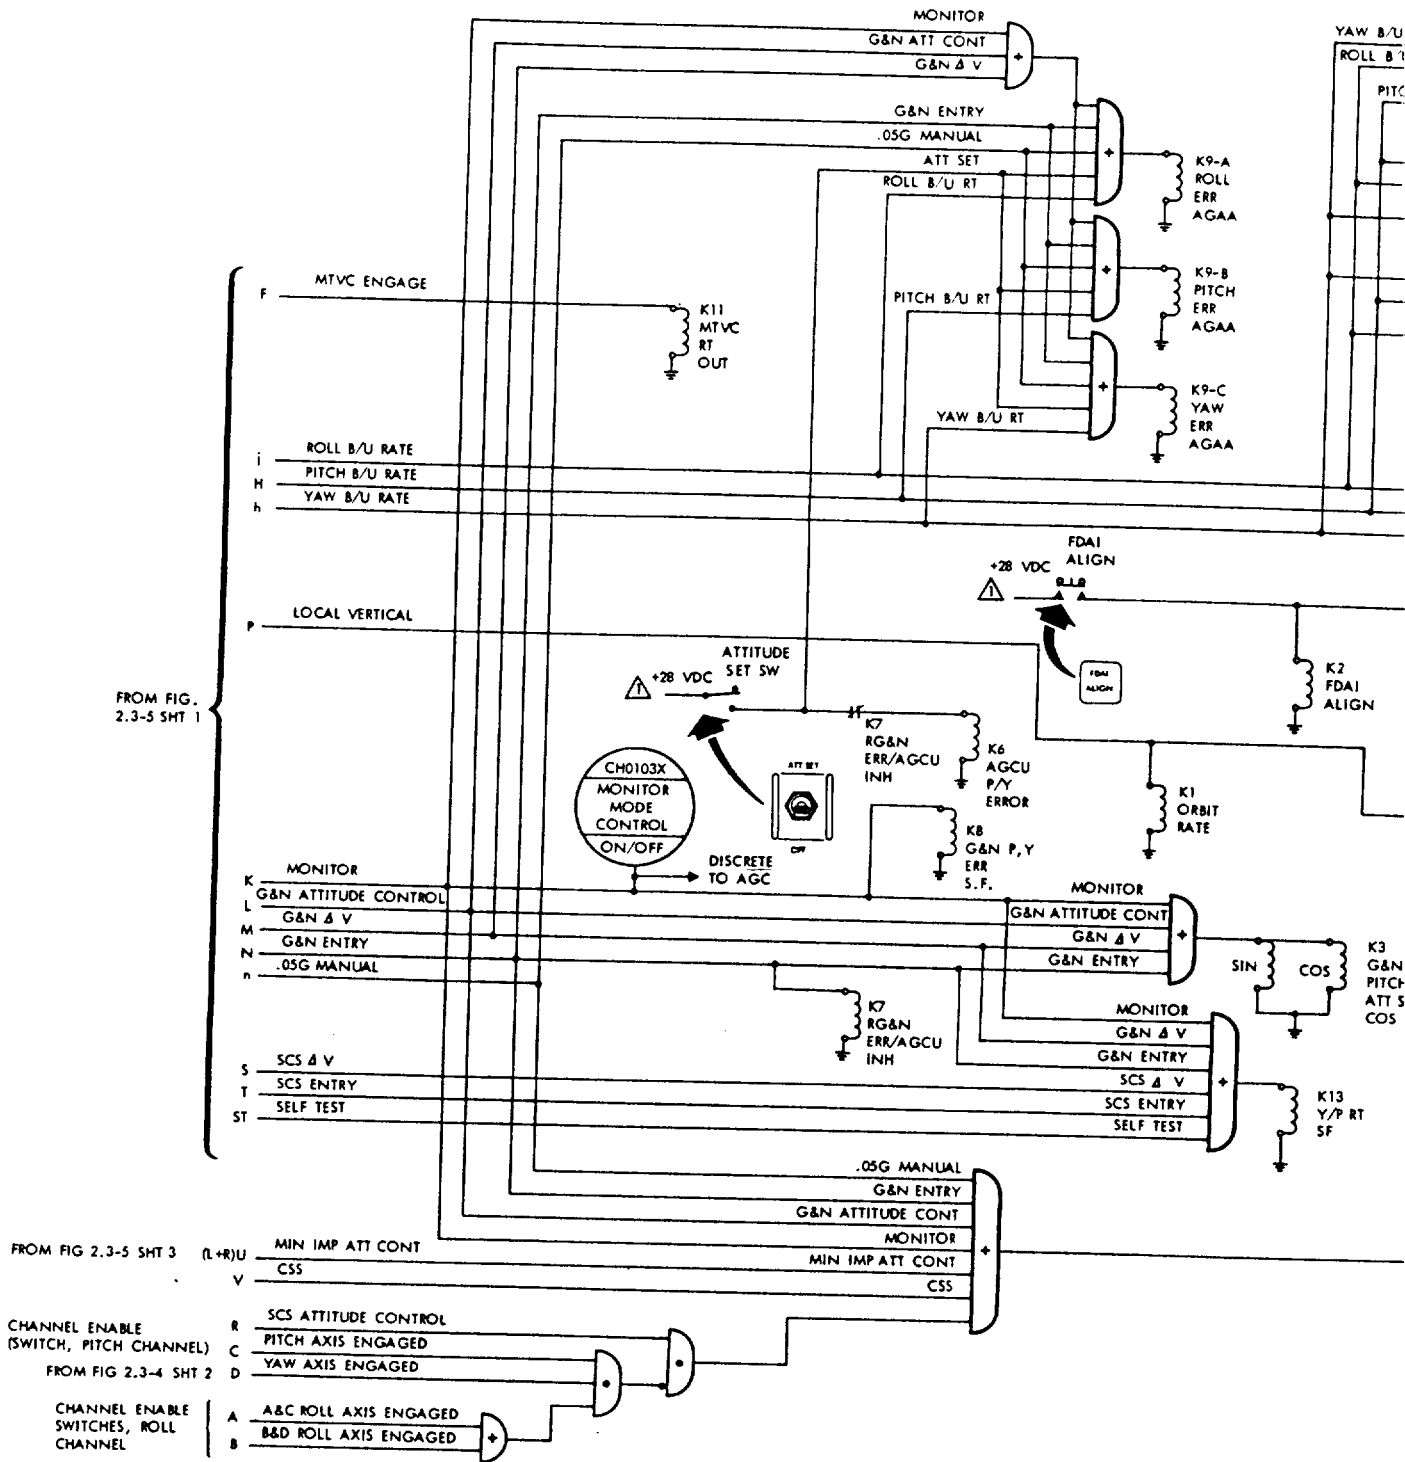 MONITOR
G&N ATT CONT
G&N Δ V
G&N ENTRY
.05G MANUAL
ATT SET
ROLL B/U RT
YAW B/U
ROLL B
PIT
+
+
K9-A
ROLL
ERR
AGAA
PITCH B/U RT
+
K9-B
PITCH
ERR
AGAA
YAW B/U RT
+
K9-C
YAW
ERR
AGAA
F MTVC ENGAGE
K11
MTVC
RT
OUT
i ROLL B/U RATE
H PITCH B/U RATE
h YAW B/U RATE
FDAI
ALIGN
+28 VDC
1
P LOCAL VERTICAL
FDAI
ALIGN
K2
FDAI
ALIGN
FROM FIG.
2.3-5 SHT 1
ATTITUDE
SET SW
+28 VDC
1
K7
RG&N
ERR/AGCU
INH
K6
AGCU
P/Y
ERROR
ATT SET
OFF
CH0103X
MONITOR
MODE
CONTROL
ON/OFF
DISCRETE
TO AGC
K8
G&N P,Y
ERR
S.F.
K1
ORBIT
RATE
K MONITOR
L G&N ATTITUDE CONTROL
M G&N Δ V
N G&N ENTRY
n .05G MANUAL
MONITOR
G&N ATTITUDE CONT
G&N Δ V
G&N ENTRY
+
SIN
COS
K3
G&N
PITCH
ATT S
COS
K7
RG&N
ERR/AGCU
INH
MONITOR
G&N Δ V
G&N ENTRY
SCS Δ V
SCS ENTRY
SELF TEST
+
K13
Y/P RT
SF
S SCS Δ V
T SCS ENTRY
ST SELF TEST
.05G MANUAL
G&N ENTRY
G&N ATTITUDE CONT
MONITOR
MIN IMP ATT CONT
CSS
+
FROM FIG 2.3-5 SHT 3 (L+R)U MIN IMP ATT CONT
V CSS
CHANNEL ENABLE
(SWITCH, PITCH CHANNEL)
FROM FIG 2.3-4 SHT 2
R SCS ATTITUDE CONTROL
C PITCH AXIS ENGAGED
D YAW AXIS ENGAGED
CHANNEL ENABLE
SWITCHES, ROLL
CHANNEL
A A&C ROLL AXIS ENGAGED
B B&D ROLL AXIS ENGAGED
+